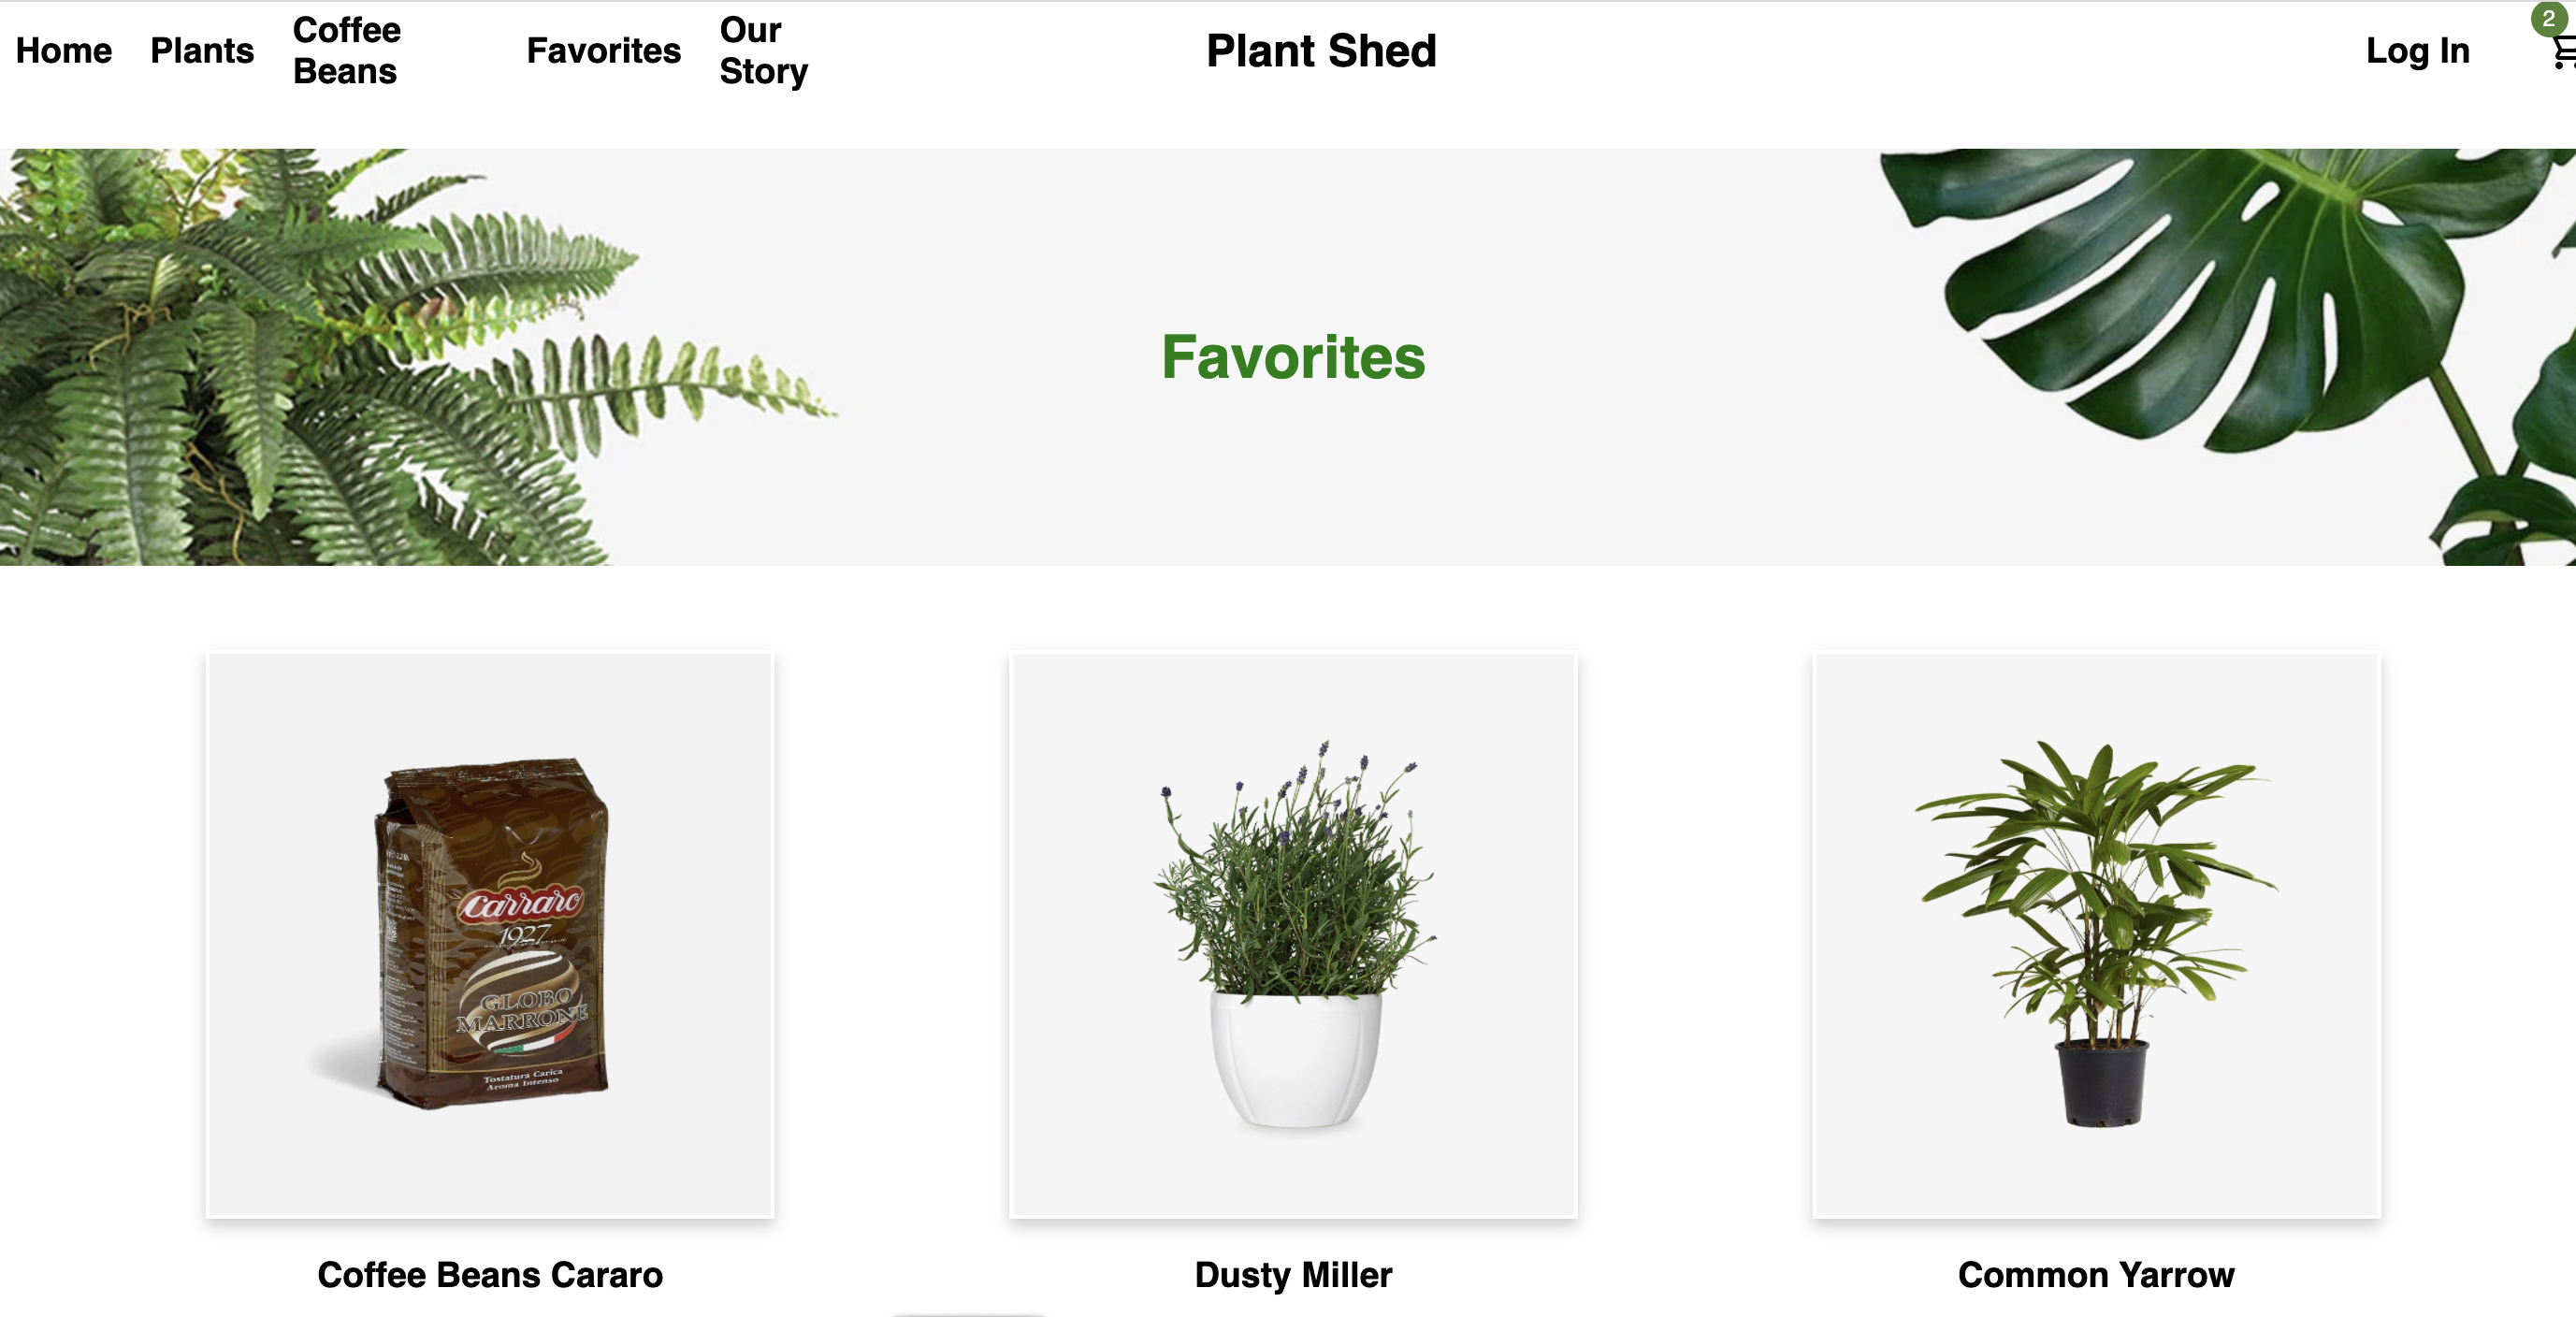 Home
Plants
Coffee
Beans
Favorites
Our
Story
Plant Shed
Log In
2
Favorites
Carraro
1927
GLOBO
MARRONE
Tostatura Carica
Aroma Intenso
Coffee Beans Cararo
Dusty Miller
Common Yarrow